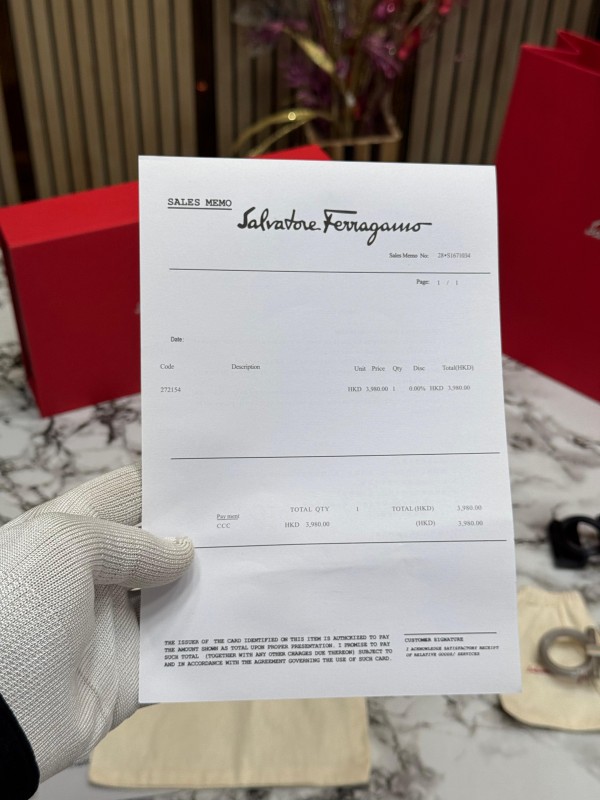 SALES MEMO
Salvatore Ferragamo
Sales Memo No: 28•S1671034
Page: 1 / 1
Date:
Code Description Unit Price Qty Disc Total(HKD)
272154 HKD 3,980.00 1 0.00% HKD 3,980.00
TOTAL QTY 1 TOTAL (HKD) 3,980.00
Pay ment
CCC HKD 3,980.00 (HKD) 3,980.00
THE ISSUER OF THE CARD IDENTIFIED ON THIS ITEM IS AUTHORIZED TO PAY
THE AMOUNT SHOWN AS TOTAL UPON PROPER PRESENTATION. I PROMISE TO PAY
SUCH TOTAL (TOGETHER WITH ANY OTHER CHARGES DUE THEREON) SUBJECT TO
AND IN ACCORDANCE WITH THE AGREEMENT GOVERNING THE USE OF SUCH CARD.
CUSTOMER SIGNATURE
I ACKNOWLEDGE SATISFACTORY RECEIPT
OF RELATIVE GOODS/ SERVICES